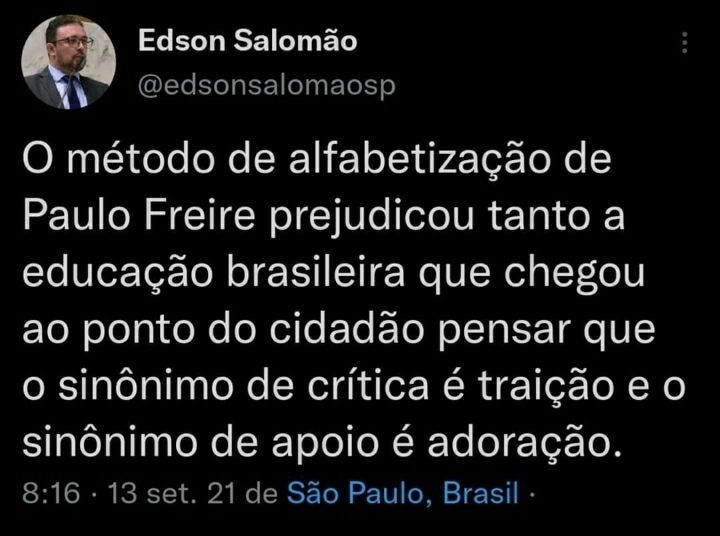 Edson Salomão
@edsonsalomaosp
O método de alfabetização de
Paulo Freire prejudicou tanto a
educação brasileira que chegou
ao ponto do cidadão pensar que
o sinônimo de crítica é traição e o
sinônimo de apoio é adoração.
8:16 · 13 set. 21 de São Paulo, Brasil ·